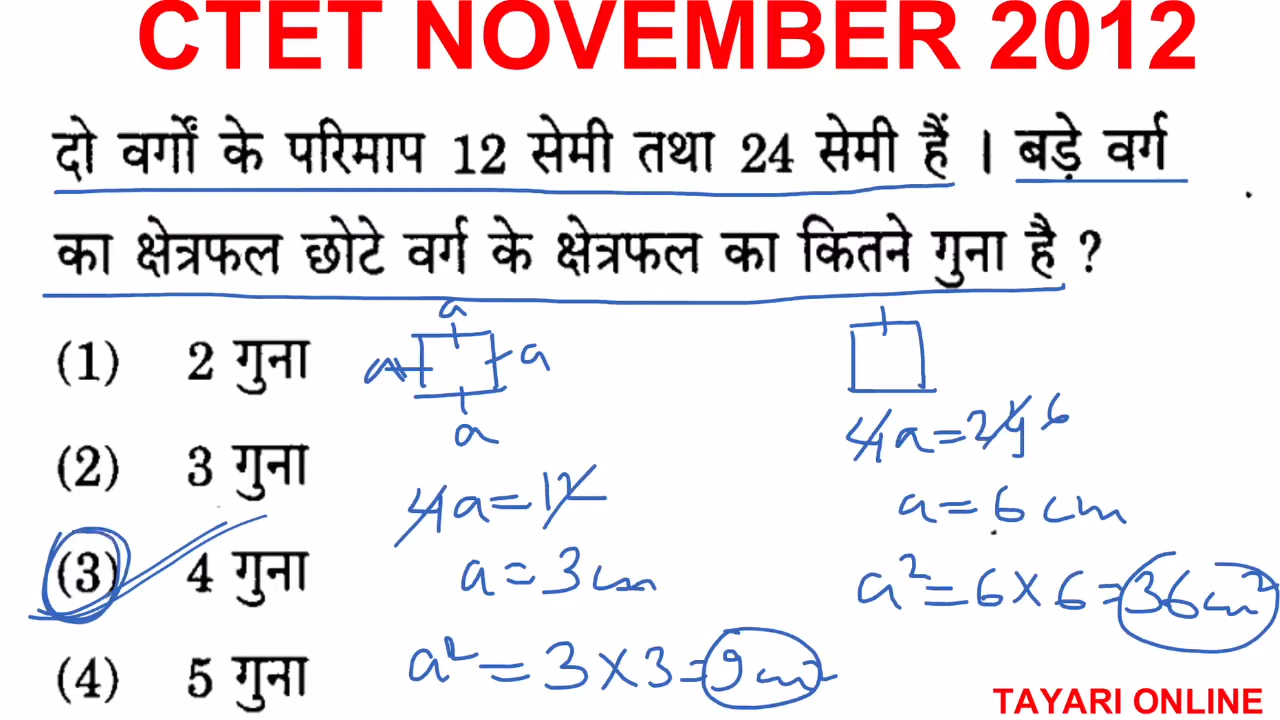 CTET NOVEMBER 2012
दो वर्गों के परिमाप 12 सेमी तथा 24 सेमी हैं । बड़े वर्ग
का क्षेत्रफल छोटे वर्ग के क्षेत्रफल का कितने गुना है ?
(1) 2 गुना
(2) 3 गुना
(3) 4 गुना
(4) 5 गुना
a
a a
a
4a=12
a=3cm
a²=3×3=9cm²
4a=24 6
a=6cm
a²=6×6=36cm²
TAYARI ONLINE